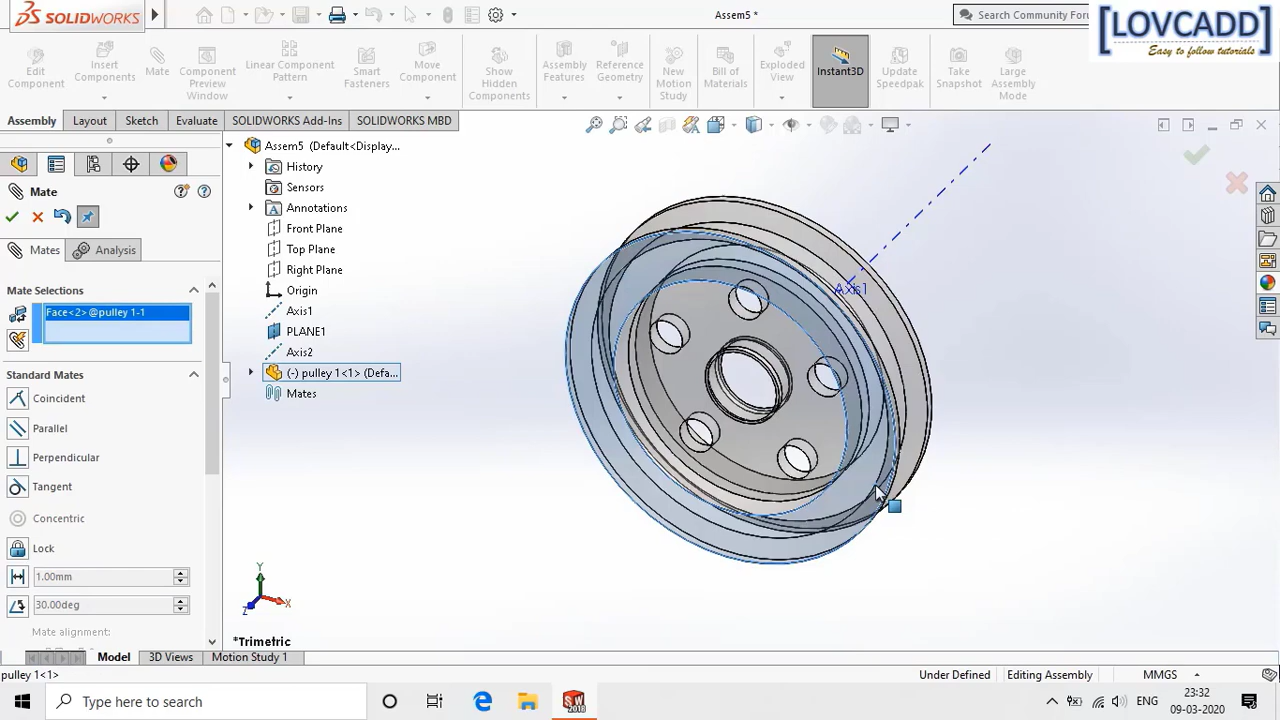 SOLIDWORKS
Assem5 *
Search Community Foru
[LOVCADD]
Easy to follow tutorials
Edit Component
Insert Components
Mate
Component Preview Window
Linear Component Pattern
Smart Fasteners
Move Component
Show Hidden Components
Assembly Features
Reference Geometry
New Motion Study
Bill of Materials
Exploded View
Instant3D
Update Speedpak
Take Snapshot
Large Assembly Mode
Assembly
Layout
Sketch
Evaluate
SOLIDWORKS Add-Ins
SOLIDWORKS MBD
Mate
Mates
Analysis
Mate Selections
Face<2>@pulley 1-1
Standard Mates
Coincident
Parallel
Perpendicular
Tangent
Concentric
Lock
1.00mm
30.00deg
Mate alignment:
Assem5 (Default<Display...
History
Sensors
Annotations
Front Plane
Top Plane
Right Plane
Origin
Axis1
PLANE1
Axis2
(-) pulley 1<1> (Defa...
Mates
Axis1
Y
X
Z
*Trimetric
Model
3D Views
Motion Study 1
pulley 1<1>
Under Defined
Editing Assembly
MMGS
Type here to search
SW
2018
ENG
23:32
09-03-2020